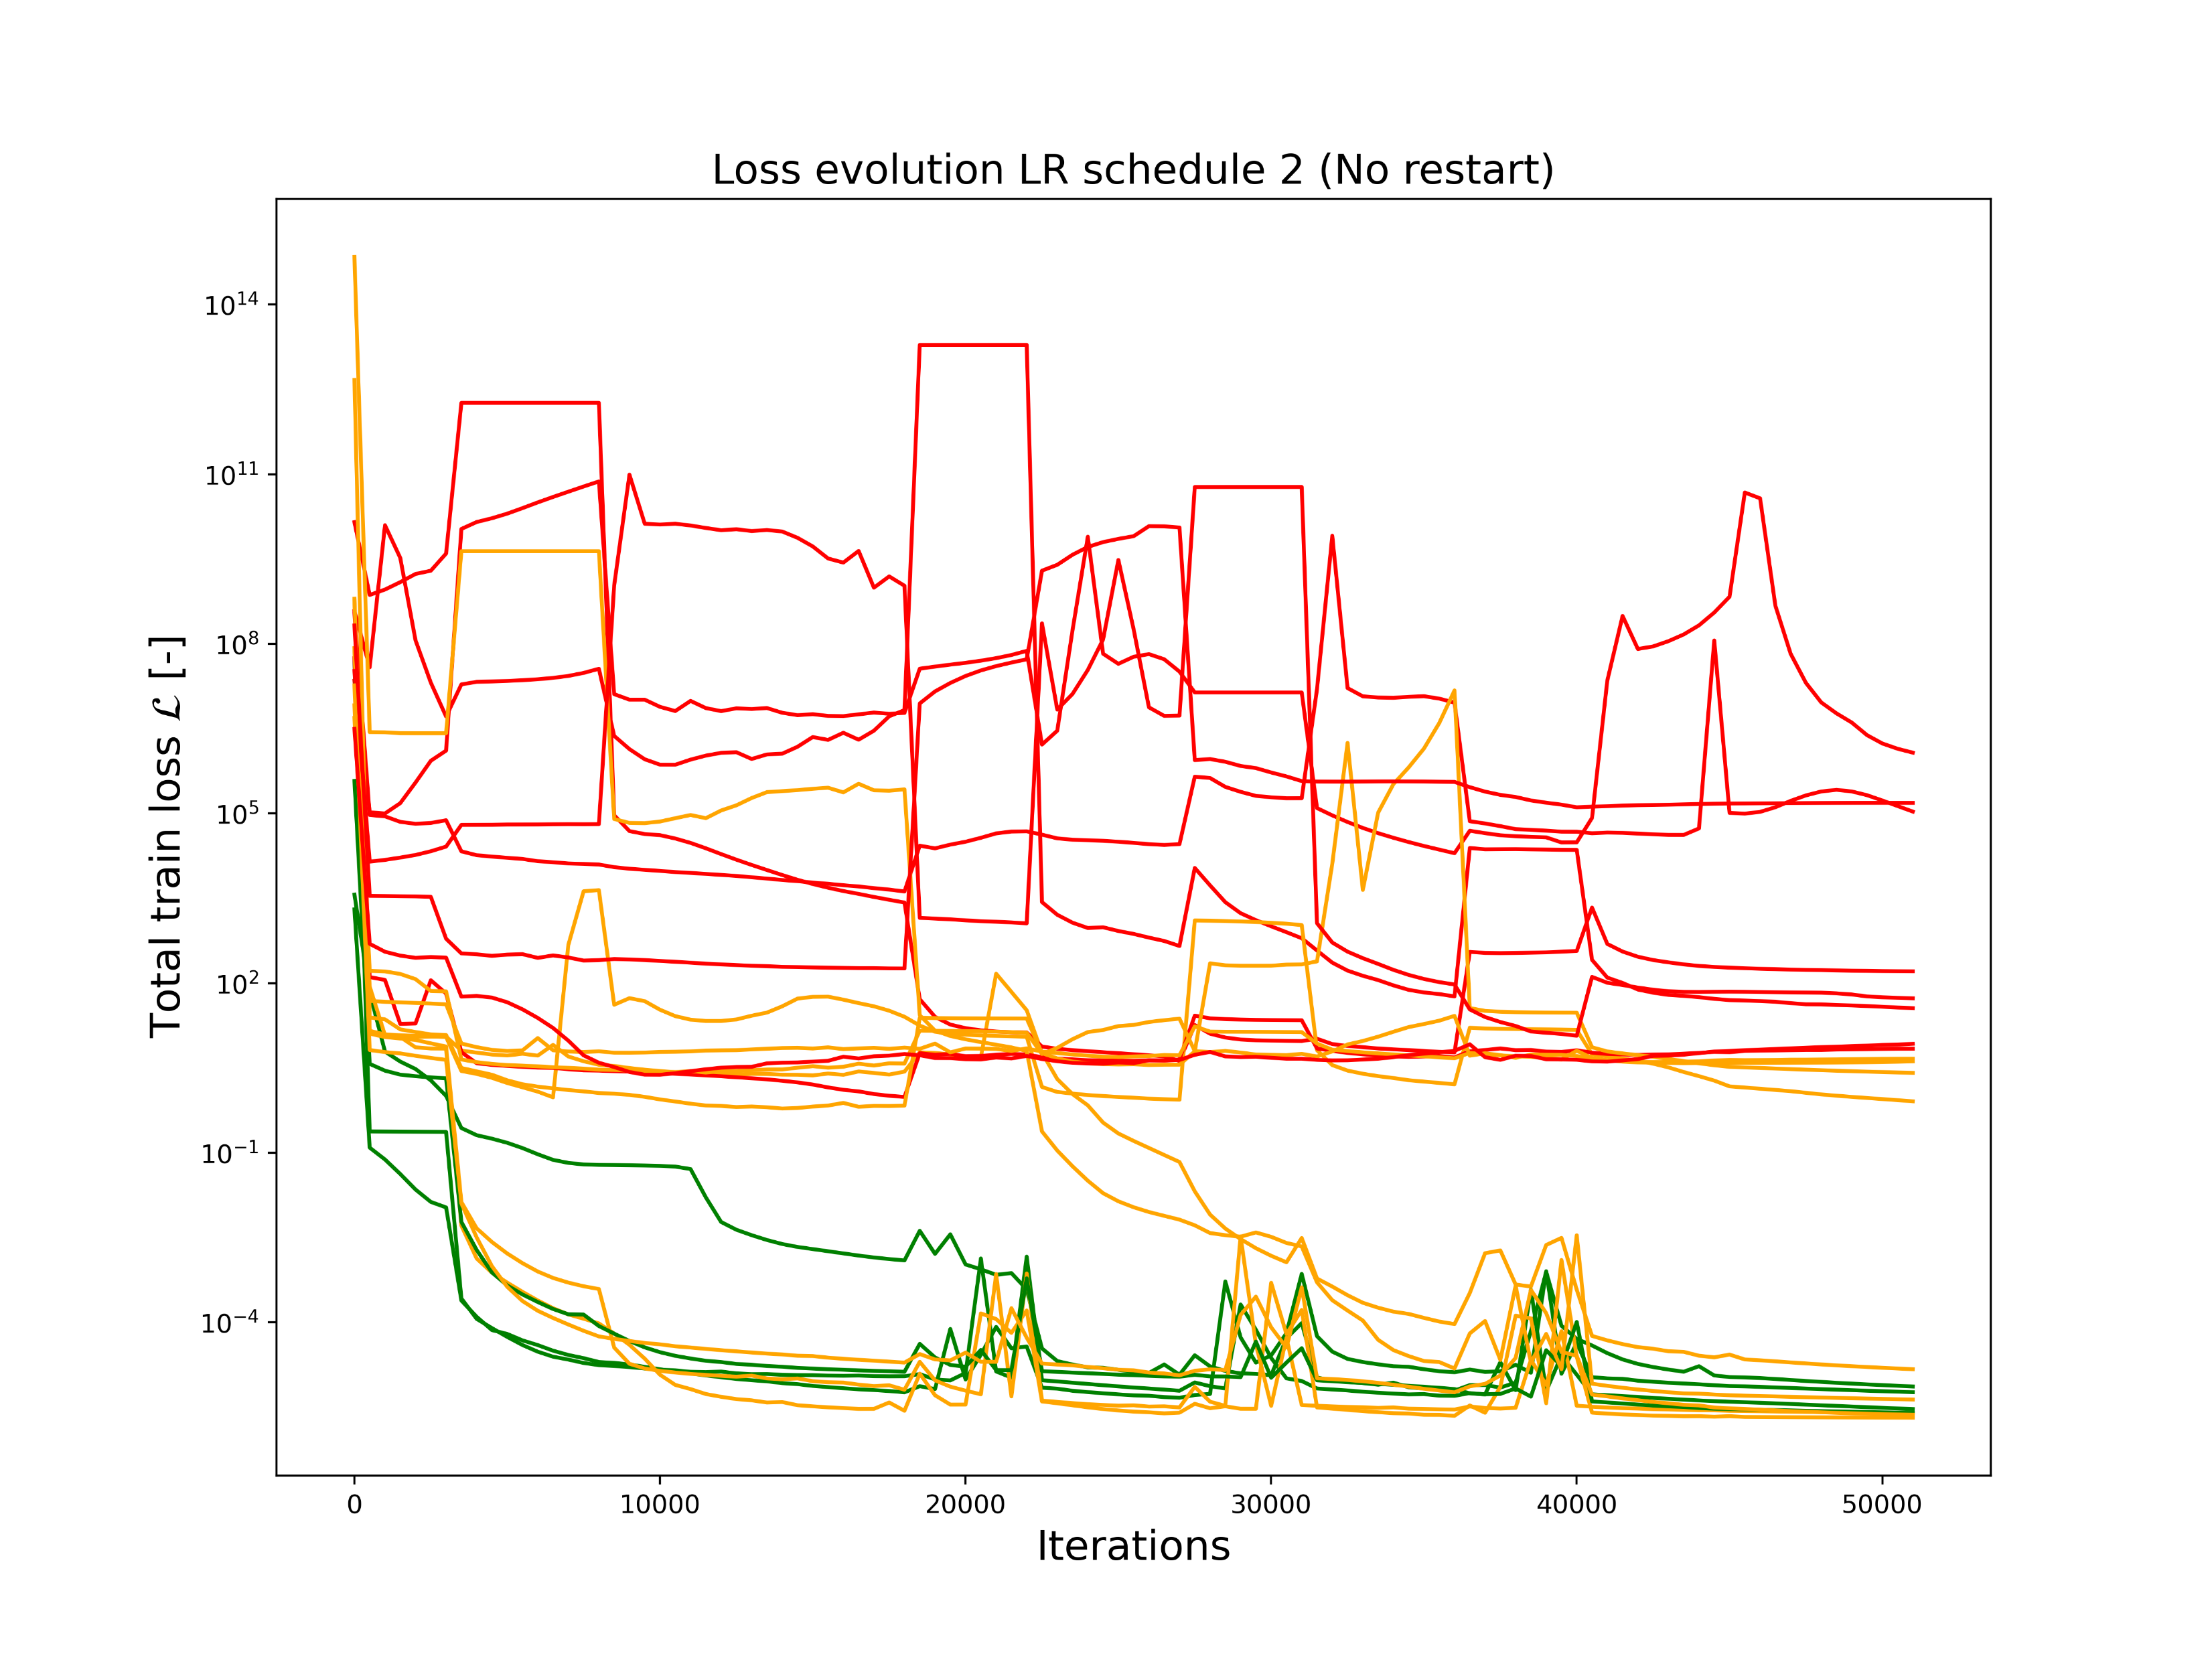 Loss evolution LR schedule 2 (No restart)
Total train loss ℒ [-]
10¹⁴
10¹¹
10⁸
10⁵
10²
10⁻¹
10⁻⁴
0 10000 20000 30000 40000 50000
Iterations